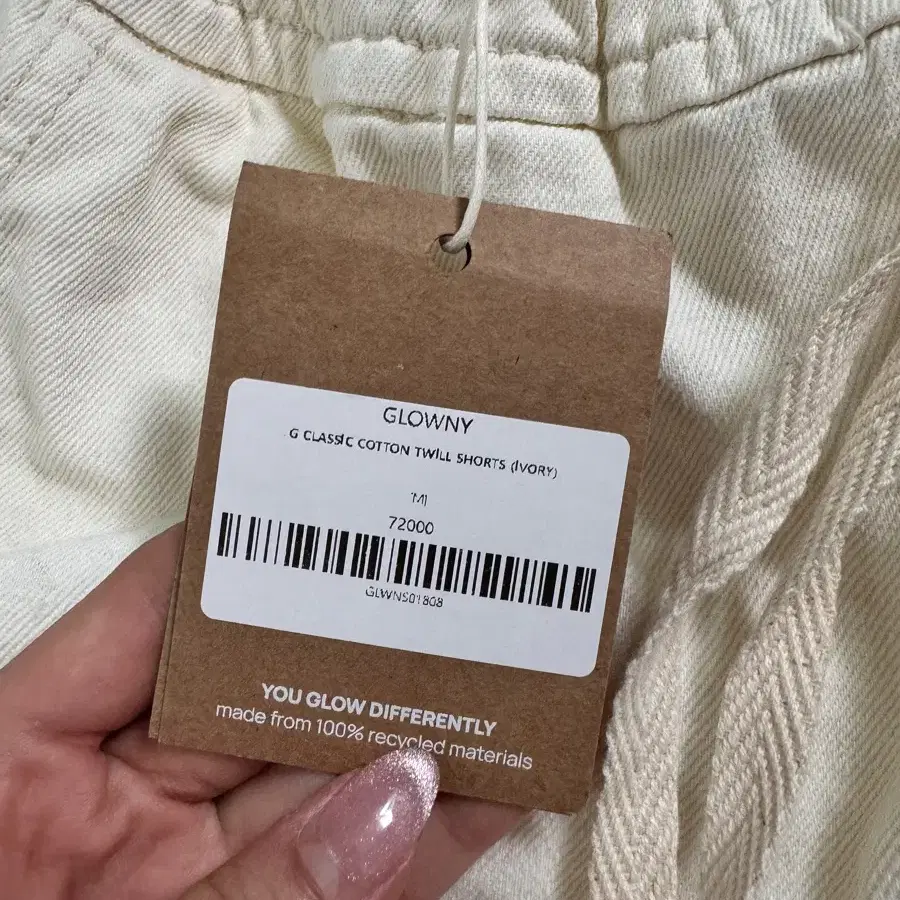 GLOWNY
G CLASSIC COTTON TWILL SHORTS (IVORY)
72000
GLWNS01808
YOU GLOW DIFFERENTLY
made from 100% recycled materials